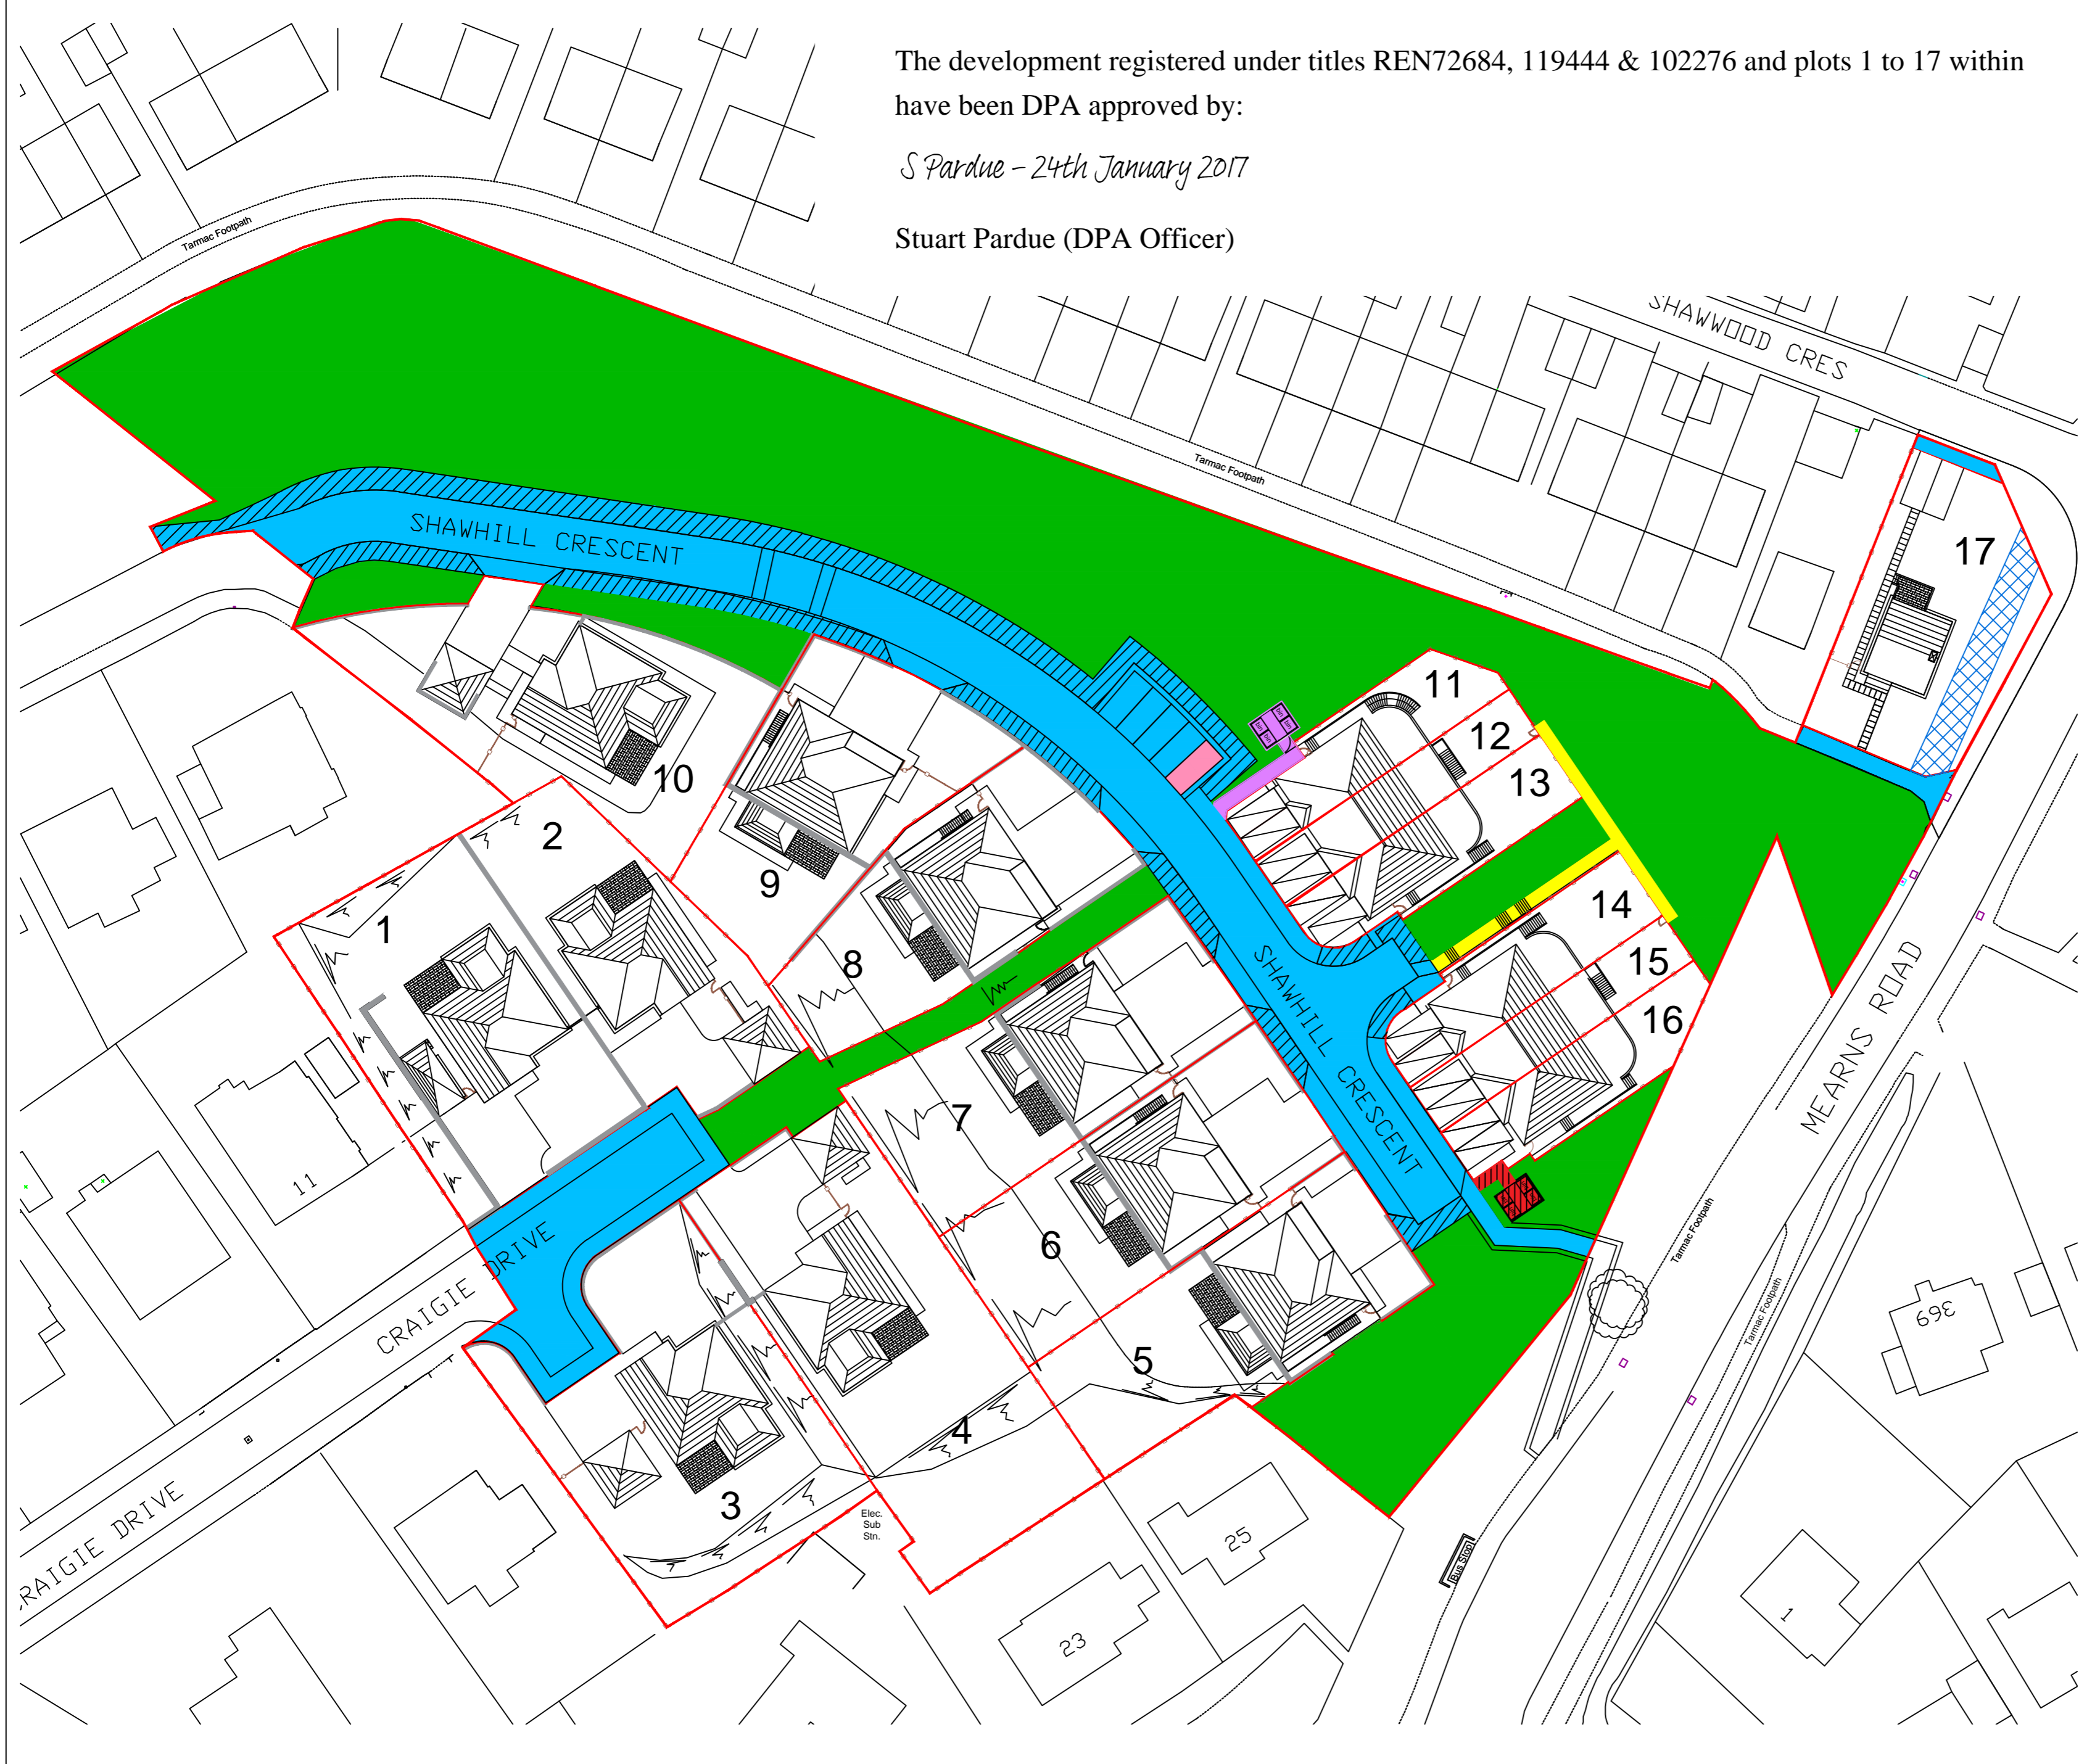 The development registered under titles REN72684, 119444 & 102276 and plots 1 to 17 within
have been DPA approved by:
S Pardue - 24th January 2017
Stuart Pardue (DPA Officer)
Tarmac Footpath
SHAWWOOD CRES
Tarmac Footpath
SHAWHILL CRESCENT
17
11
12
13
10
2
9
14
1
8
15
16
SHAWHILL CRESCENT
MEARNS ROAD
7
11
6
CRAIGIE DRIVE
Tarmac Footpath
Tarmac Footpath
369
5
4
3
Elec.
Sub
Stn.
25
CRAIGIE DRIVE
Bus Stop
23
1